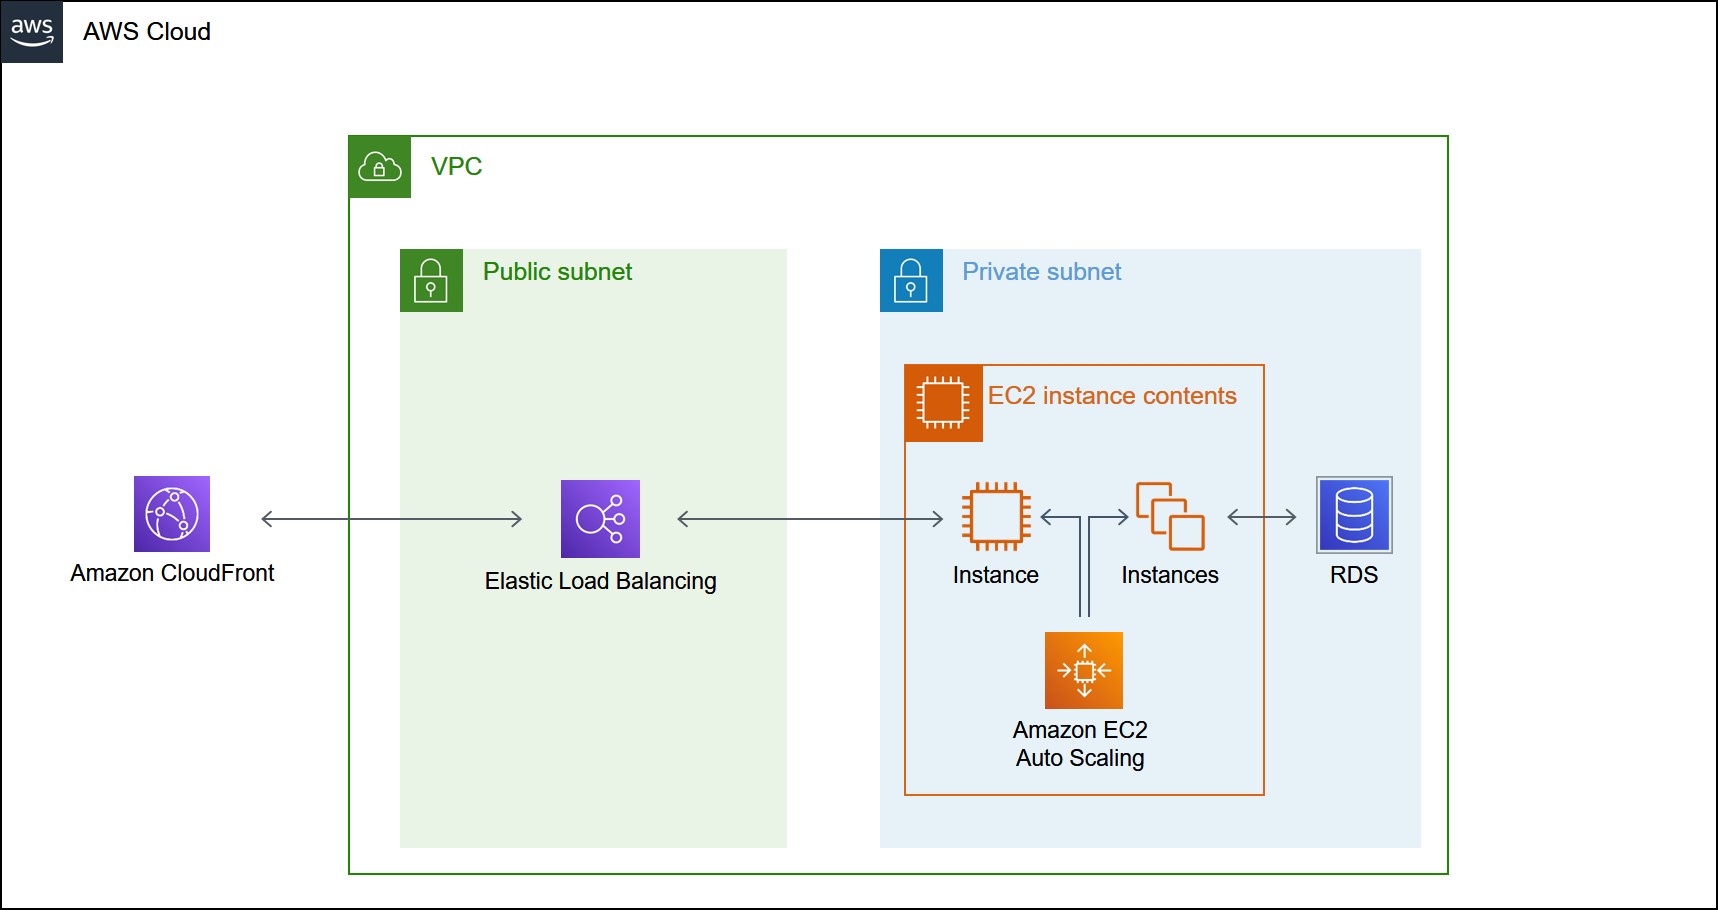 aws
AWS Cloud
VPC
Public subnet
Private subnet
EC2 instance contents
Amazon CloudFront
Elastic Load Balancing
Instance
Instances
RDS
Amazon EC2
Auto Scaling